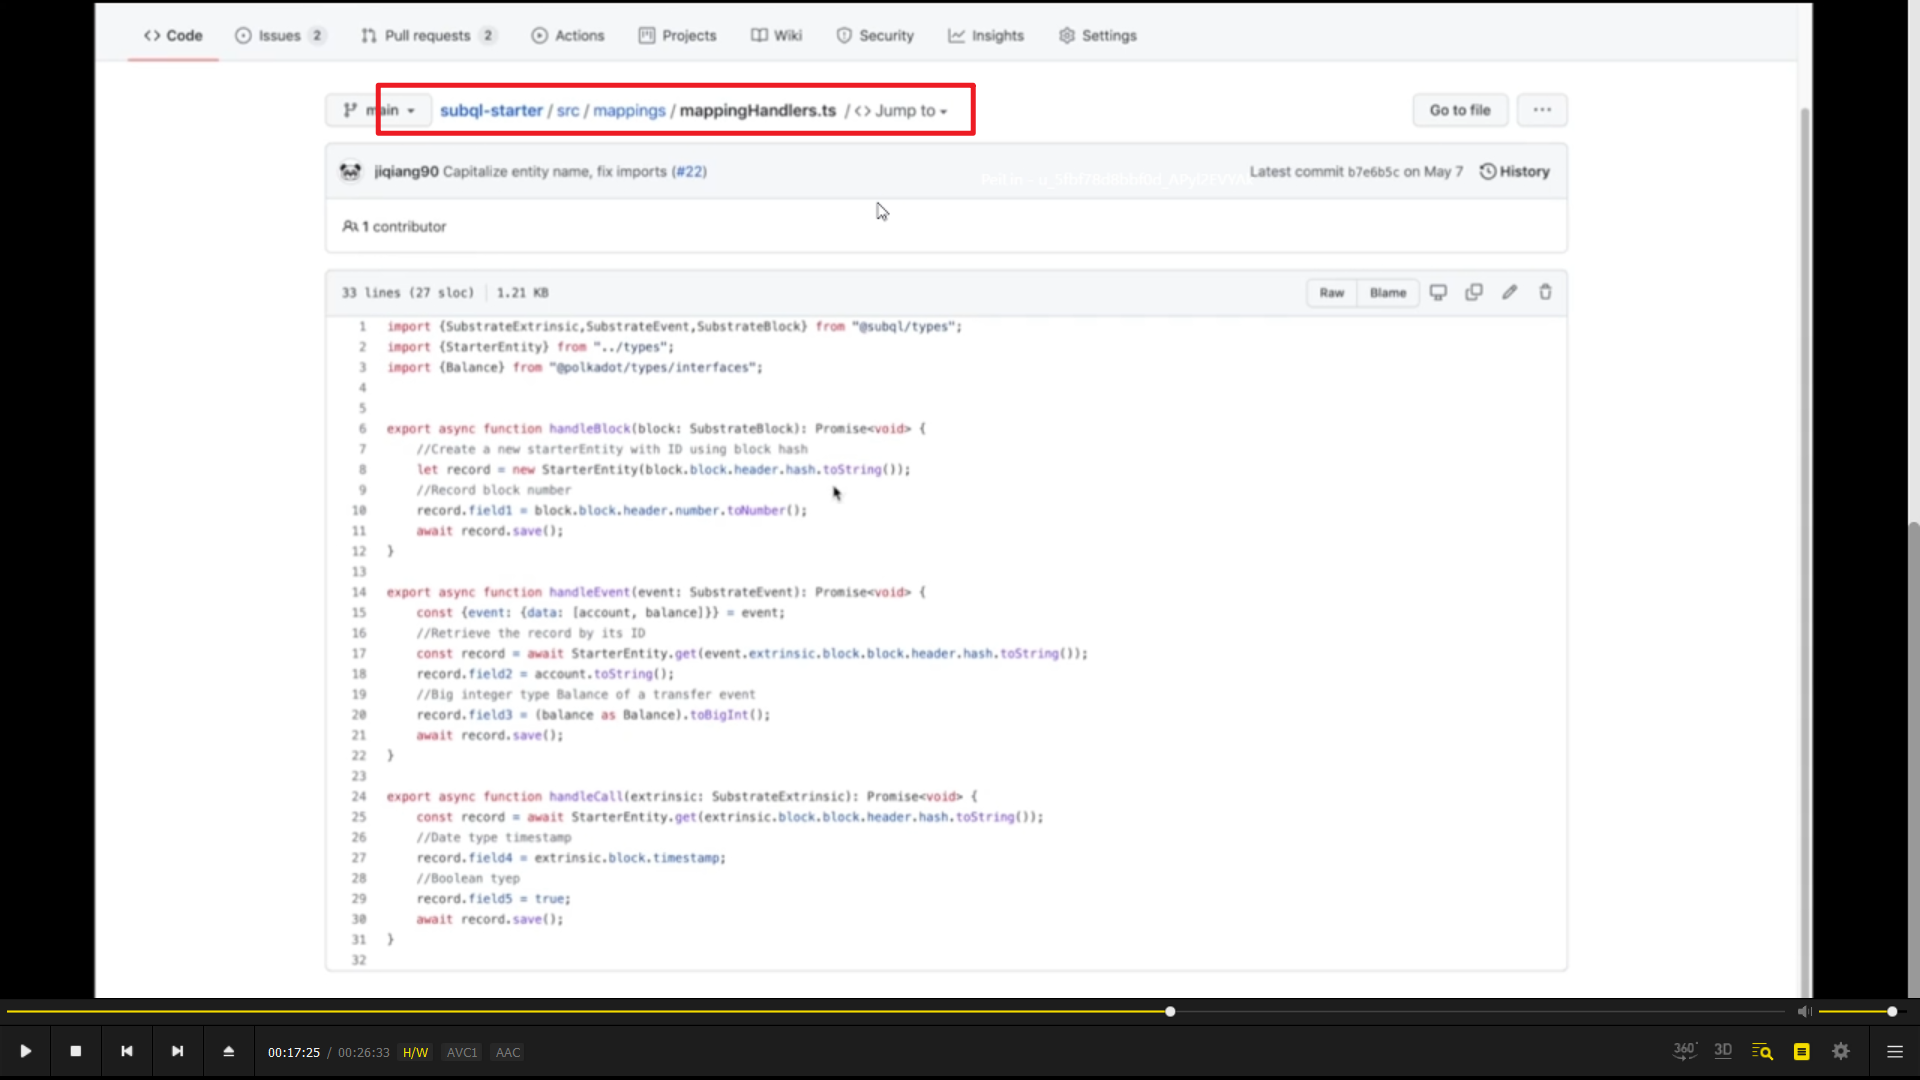 Code Issues 2 Pull requests 2 Actions Projects Wiki Security Insights Settings
main subql-starter / src / mappings / mappingHandlers.ts / <> Jump to Go to file ...
jiqiang90 Capitalize entity name, fix imports (#22) Latest commit b7e6b5c on May 7 History
1 contributor
33 lines (27 sloc) 1.21 KB Raw Blame
1 import {SubstrateExtrinsic,SubstrateEvent,SubstrateBlock} from "@subql/types";
2 import {StarterEntity} from "../types";
3 import {Balance} from "@polkadot/types/interfaces";
4
5
6 export async function handleBlock(block: SubstrateBlock): Promise<void> {
7 //Create a new starterEntity with ID using block hash
8 let record = new StarterEntity(block.block.header.hash.toString());
9 //Record block number
10 record.field1 = block.block.header.number.toNumber();
11 await record.save();
12 }
13
14 export async function handleEvent(event: SubstrateEvent): Promise<void> {
15 const {event: {data: [account, balance]}} = event;
16 //Retrieve the record by its ID
17 const record = await StarterEntity.get(event.extrinsic.block.block.header.hash.toString());
18 record.field2 = account.toString();
19 //Big integer type Balance of a transfer event
20 record.field3 = (balance as Balance).toBigInt();
21 await record.save();
22 }
23
24 export async function handleCall(extrinsic: SubstrateExtrinsic): Promise<void> {
25 const record = await StarterEntity.get(extrinsic.block.block.header.hash.toString());
26 //Date type timestamp
27 record.field4 = extrinsic.block.timestamp;
28 //Boolean tyep
29 record.field5 = true;
30 await record.save();
31 }
32
00:17:25 / 00:26:33 H/W AVC1 AAC 360° 3D